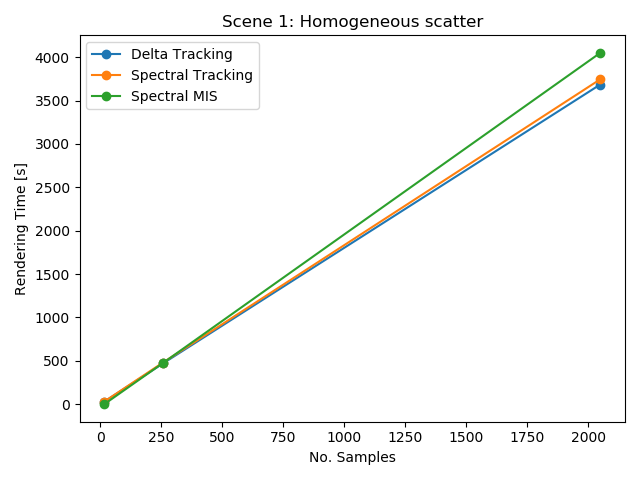 Scene 1: Homogeneous scatter
Delta Tracking
Spectral Tracking
Spectral MIS
Rendering Time [s]
4000
3500
3000
2500
2000
1500
1000
500
0
0 250 500 750 1000 1250 1500 1750 2000
No. Samples